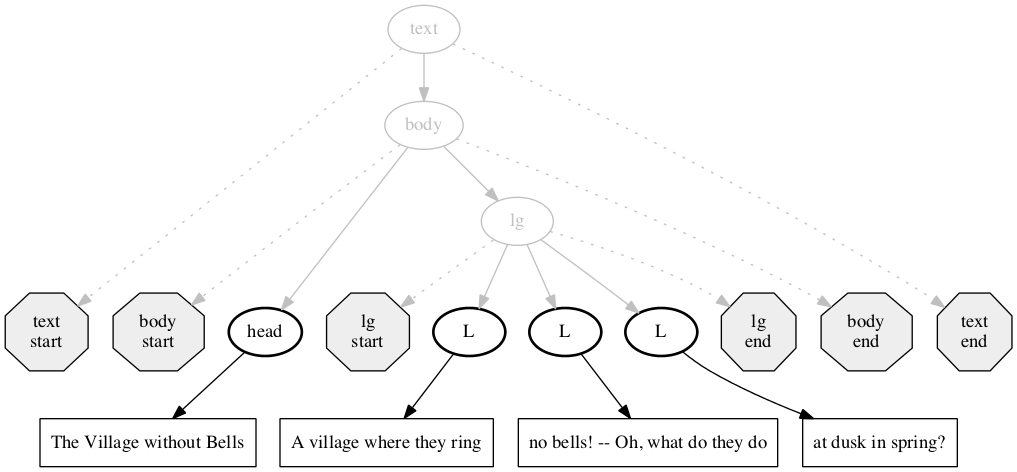 text
body
lg
text
start
body
start
head
lg
start
L
L
L
lg
end
body
end
text
end
The Village without Bells
A village where they ring
no bells! -- Oh, what do they do
at dusk in spring?